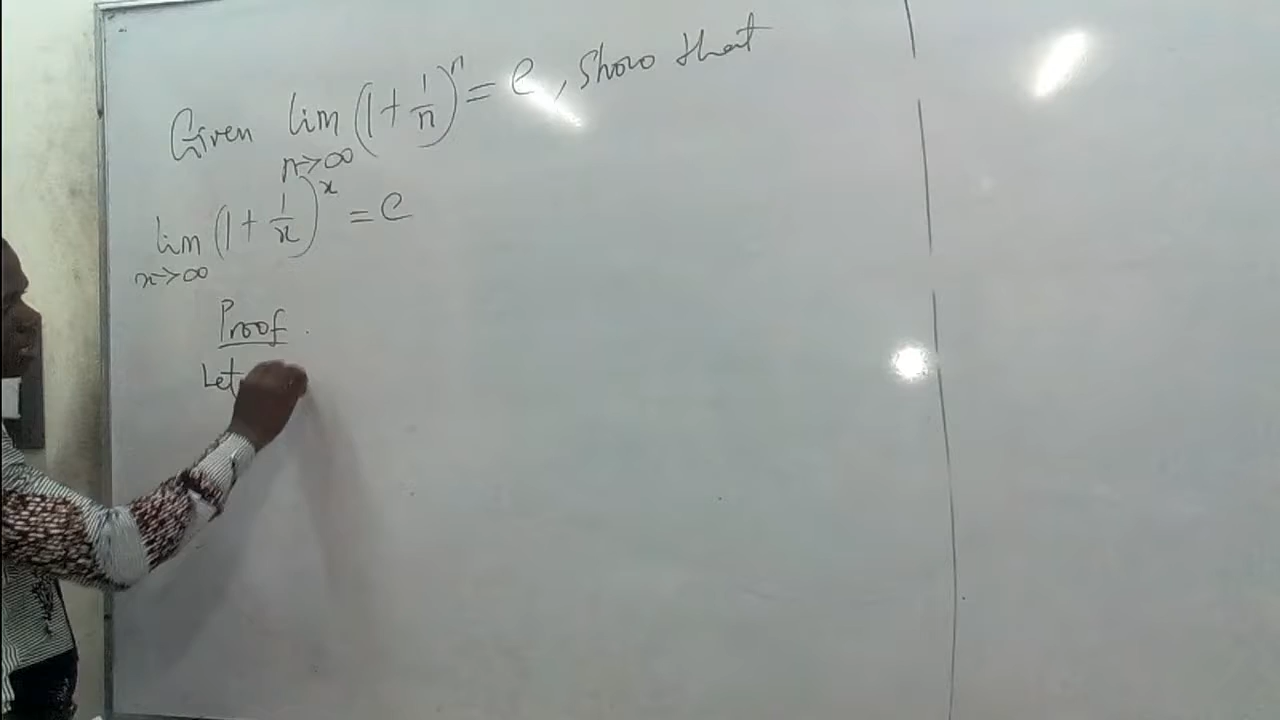 Given lim (1 + 1/n)^n = e, show that
n→∞
lim (1 + 1/x)^x = e
x→∞
Proof.
Let